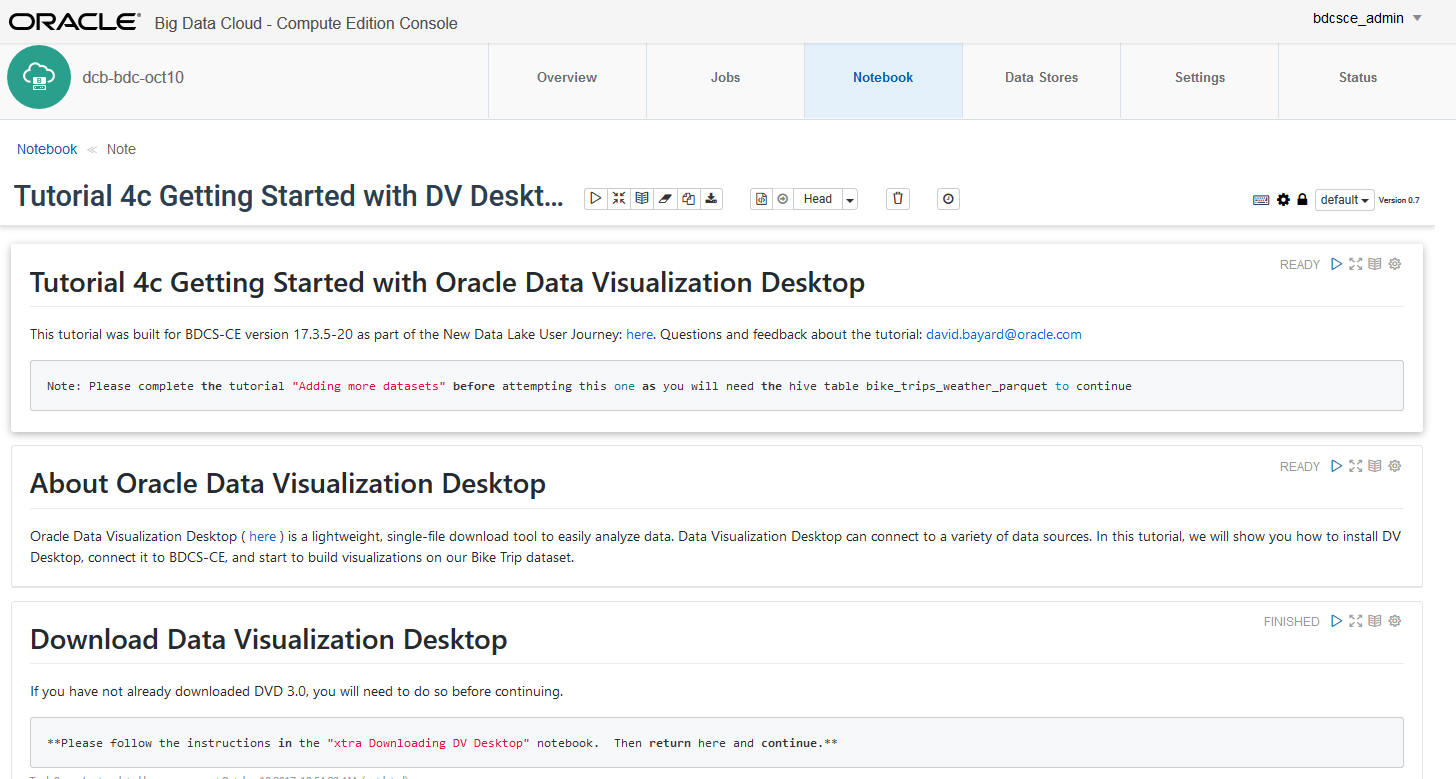 ORACLE® Big Data Cloud - Compute Edition Console
bdcsce_admin
dcb-bdc-oct10
Overview
Jobs
Notebook
Data Stores
Settings
Status
Notebook ≪ Note
Tutorial 4c Getting Started with DV Deskt...
Head
default
Version 0.7
READY
Tutorial 4c Getting Started with Oracle Data Visualization Desktop
This tutorial was built for BDCS-CE version 17.3.5-20 as part of the New Data Lake User Journey: here. Questions and feedback about the tutorial: david.bayard@oracle.com
Note: Please complete the tutorial "Adding more datasets" before attempting this one as you will need the hive table bike_trips_weather_parquet to continue
READY
About Oracle Data Visualization Desktop
Oracle Data Visualization Desktop ( here ) is a lightweight, single-file download tool to easily analyze data. Data Visualization Desktop can connect to a variety of data sources. In this tutorial, we will show you how to install DV
Desktop, connect it to BDCS-CE, and start to build visualizations on our Bike Trip dataset.
FINISHED
Download Data Visualization Desktop
If you have not already downloaded DVD 3.0, you will need to do so before continuing.
**Please follow the instructions in the "xtra Downloading DV Desktop" notebook.  Then return here and continue.**